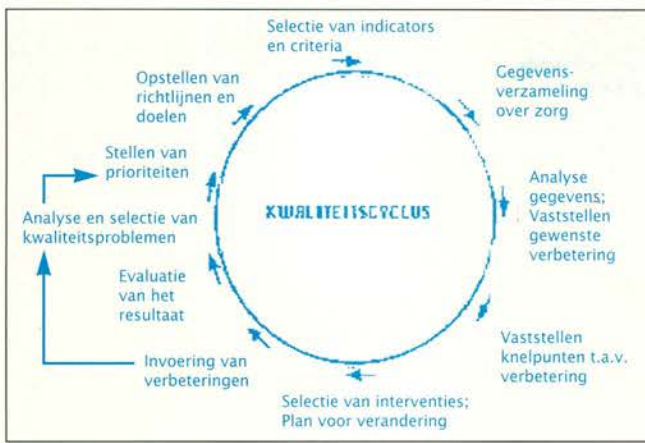 Selectie van indicators
en criteria
Gegevens-
verzameling
over zorg
Analyse
gegevens;
Vaststellen
gewenste
verbetering
Vaststellen
knelpunten t.a.v.
verbetering
Selectie van interventies;
Plan voor verandering
Invoering van
verbeteringen
Evaluatie
van het
resultaat
Analyse en selectie van
kwaliteitsproblemen
Stellen van
prioriteiten
Opstellen van
richtlijnen en
doelen
KWALITEITSCYCLUS